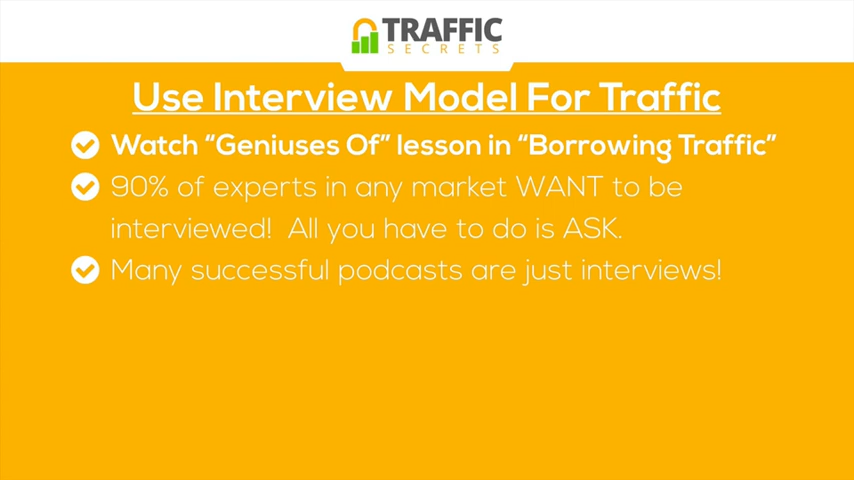 TRAFFIC
SECRETS
Use Interview Model For Traffic
Watch “Geniuses Of” lesson in “Borrowing Traffic”
90% of experts in any market WANT to be
interviewed!  All you have to do is ASK.
Many successful podcasts are just interviews!